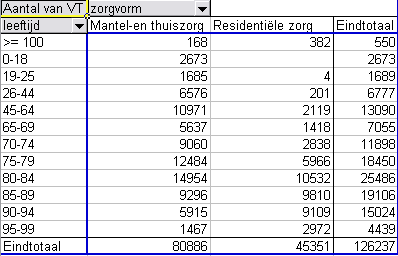 Aantal van VT zorgvorm
leeftijd Mantel-en thuiszorg Residentiële zorg Eindtotaal
>= 100 168 382 550
0-18 2673 2673
19-25 1685 4 1689
26-44 6576 201 6777
45-64 10971 2119 13090
65-69 5637 1418 7055
70-74 9060 2838 11898
75-79 12484 5966 18450
80-84 14954 10532 25486
85-89 9296 9810 19106
90-94 5915 9109 15024
95-99 1467 2972 4439
Eindtotaal 80886 45351 126237